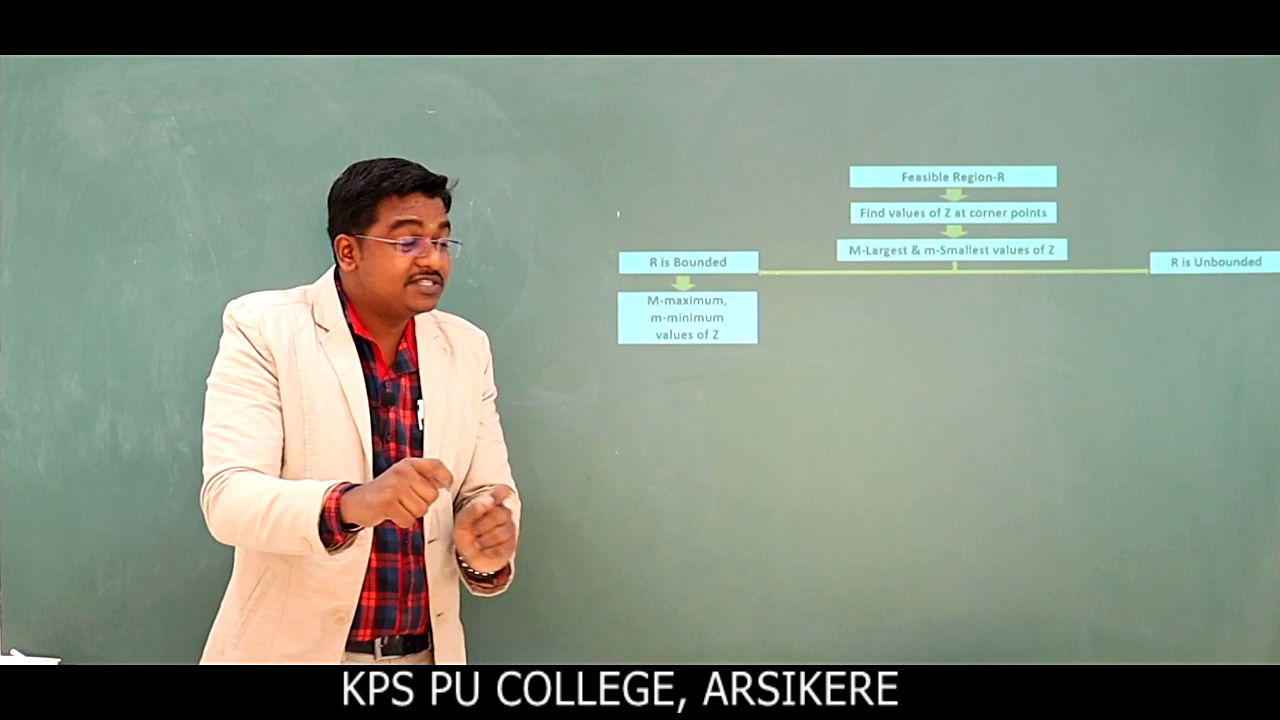 Feasible Region-R
Find values of Z at corner points
M-Largest & m-Smallest values of Z
R is Bounded
R is Unbounded
M-maximum,
m-minimum
values of Z
KPS PU COLLEGE, ARSIKERE